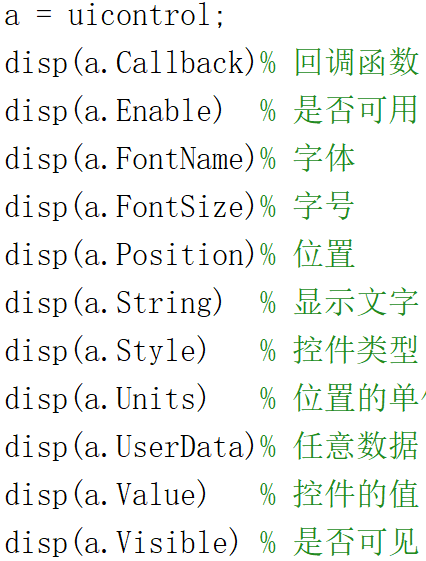 a = uicontrol;
disp(a.Callback)% 回调函数
disp(a.Enable)  % 是否可用
disp(a.FontName)% 字体
disp(a.FontSize)% 字号
disp(a.Position)% 位置
disp(a.String)  % 显示文字
disp(a.Style)   % 控件类型
disp(a.Units)   % 位置的单
disp(a.UserData)% 任意数据
disp(a.Value)   % 控件的值
disp(a.Visible) % 是否可见